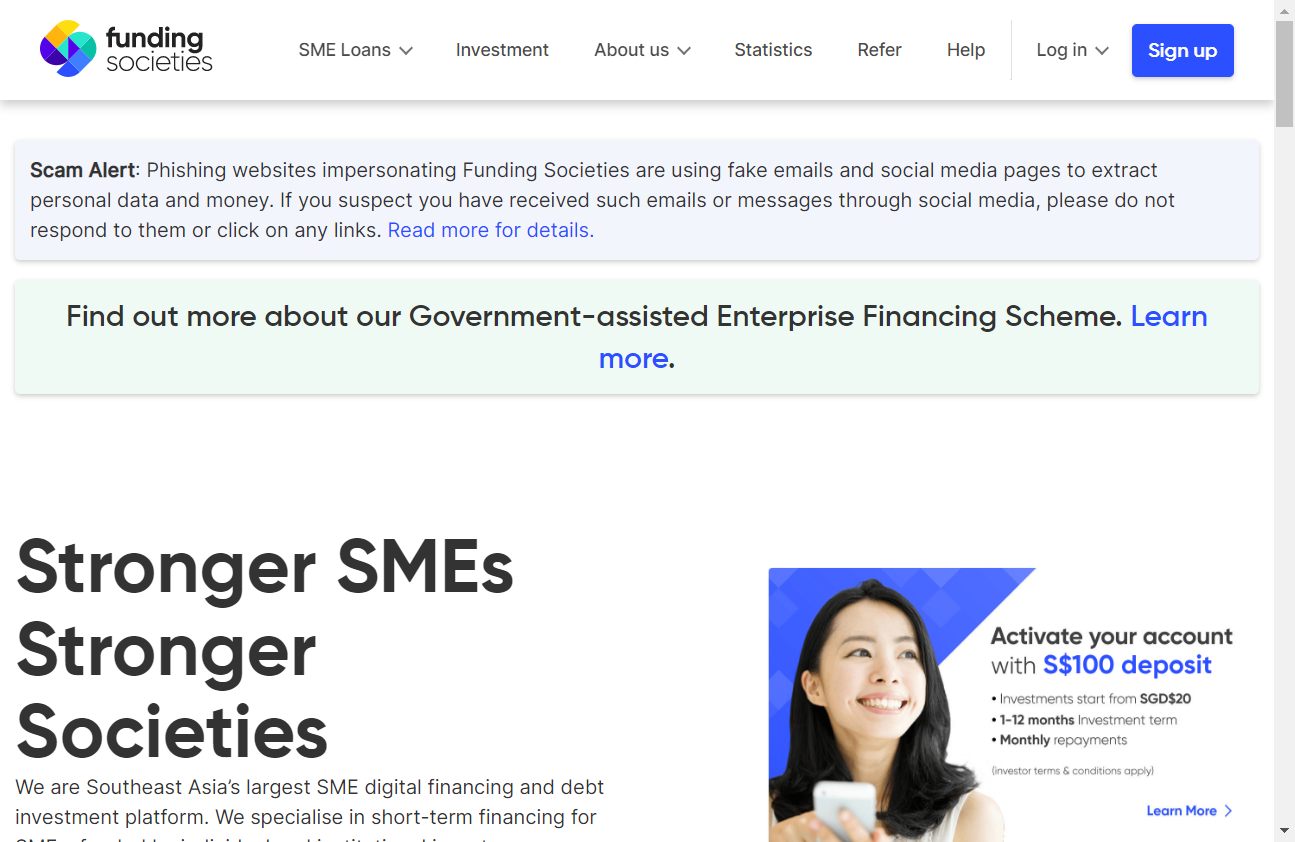 funding
societies
SME Loans
Investment
About us
Statistics
Refer
Help
Log in
Sign up
Scam Alert: Phishing websites impersonating Funding Societies are using fake emails and social media pages to extract
personal data and money. If you suspect you have received such emails or messages through social media, please do not
respond to them or click on any links. Read more for details.
Find out more about our Government-assisted Enterprise Financing Scheme. Learn
more.
Stronger SMEs
Stronger
Societies
We are Southeast Asia’s largest SME digital financing and debt
investment platform. We specialise in short-term financing for
Activate your account
with S$100 deposit
• Investments start from SGD$20
• 1-12 months Investment term
• Monthly repayments
(investor terms & conditions apply)
Learn More